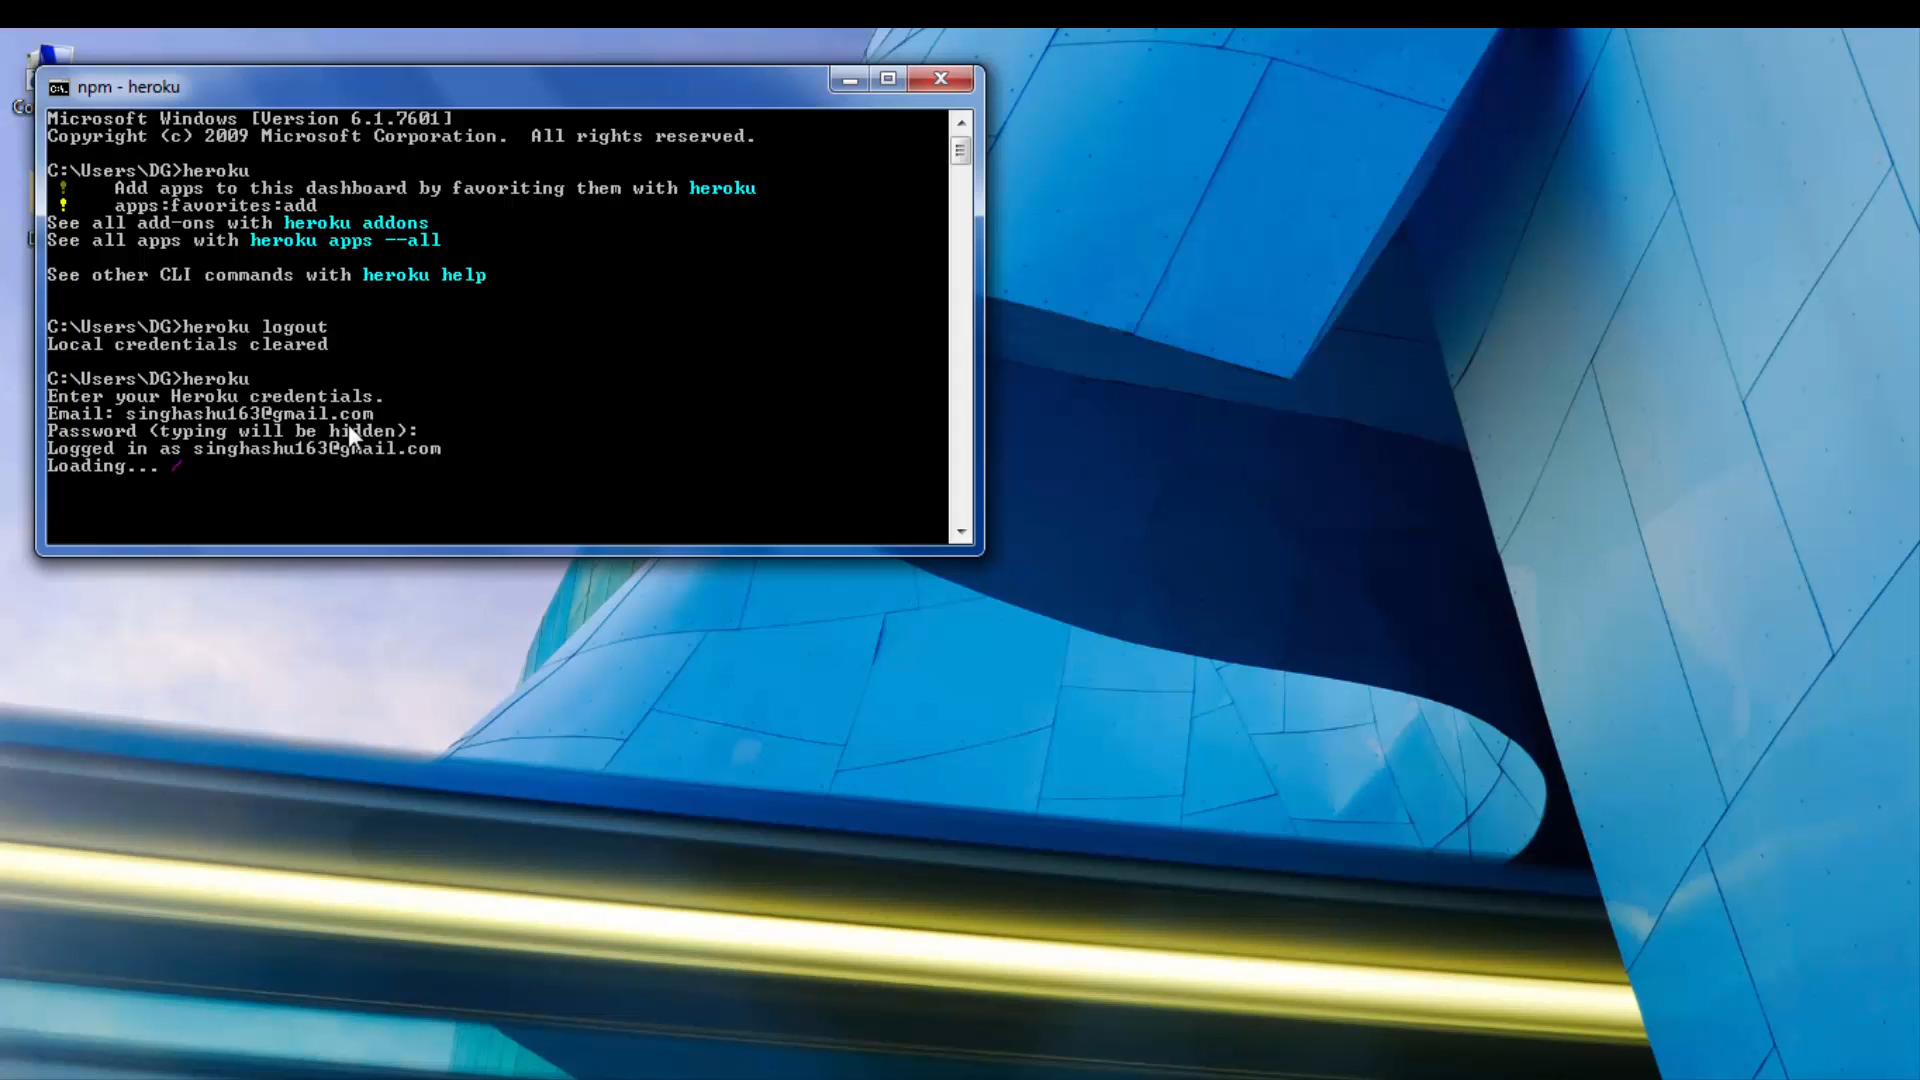 Co
npm - heroku
Microsoft Windows [Version 6.1.7601]
Copyright (c) 2009 Microsoft Corporation.  All rights reserved.
C:\Users\DG>heroku
!     Add apps to this dashboard by favoriting them with heroku
!     apps:favorites:add
See all add-ons with heroku addons
See all apps with heroku apps --all
See other CLI commands with heroku help
C:\Users\DG>heroku logout
Local credentials cleared
C:\Users\DG>heroku
Enter your Heroku credentials.
Email: singhashu163@gmail.com
Password (typing will be hidden):
Logged in as singhashu163@gmail.com
Loading... /